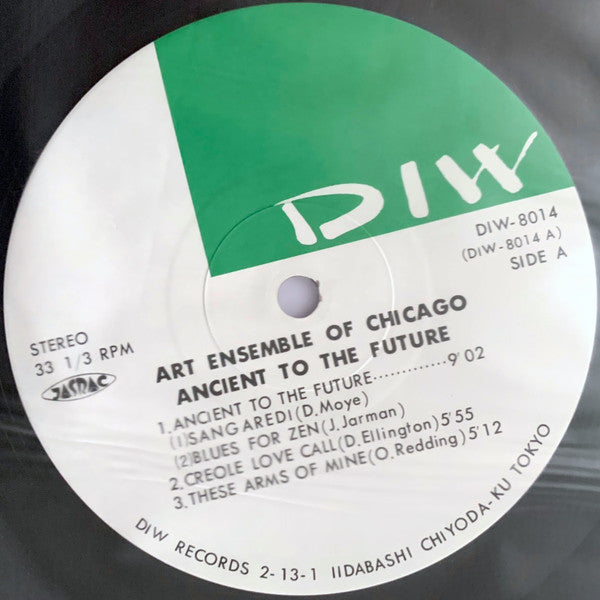 DIW
DIW-8014
(DIW-8014 A)
SIDE A
STEREO
33 1/3 RPM
JASRAC
ART ENSEMBLE OF CHICAGO
ANCIENT TO THE FUTURE
1.ANCIENT TO THE FUTURE.............9'02
(1)SANGAREDI(D.Moye)
(2)BLUES FOR ZEN(J.Jarman)
2.CREOLE LOVE CALL(D.Ellington)5'55
3.THESE ARMS OF MINE(O.Redding)5'12
DIW RECORDS 2-13-1 IIDABASHI CHIYODA-KU TOKYO